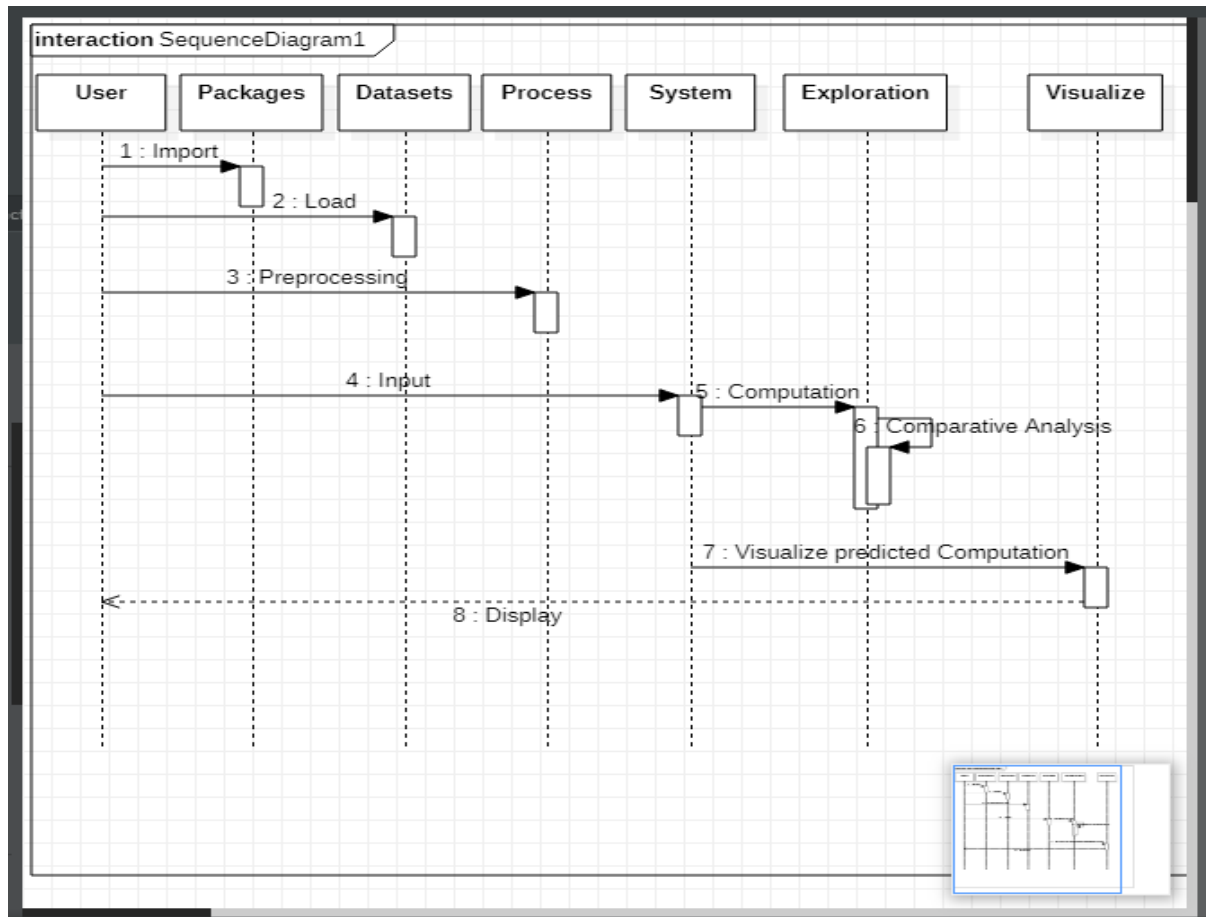 interaction SequenceDiagram1
User Packages Datasets Process System Exploration Visualize
1 : Import
2 : Load
3 : Preprocessing
4 : Input
5 : Computation
6 : Comparative Analysis
7 : Visualize predicted Computation
8 : Display